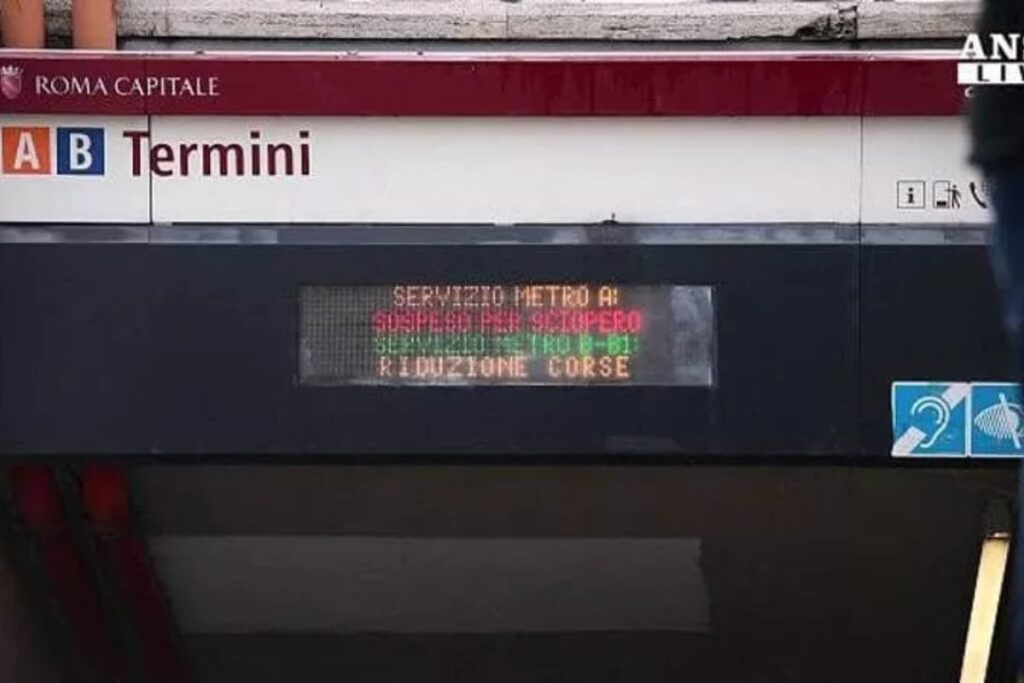 ROMA CAPITALE
A B Termini
i
SERVIZIO METRO A:
SOSPESO PER SCIOPERO
SERVIZIO METRO B-B1:
RIDUZIONE CORSE